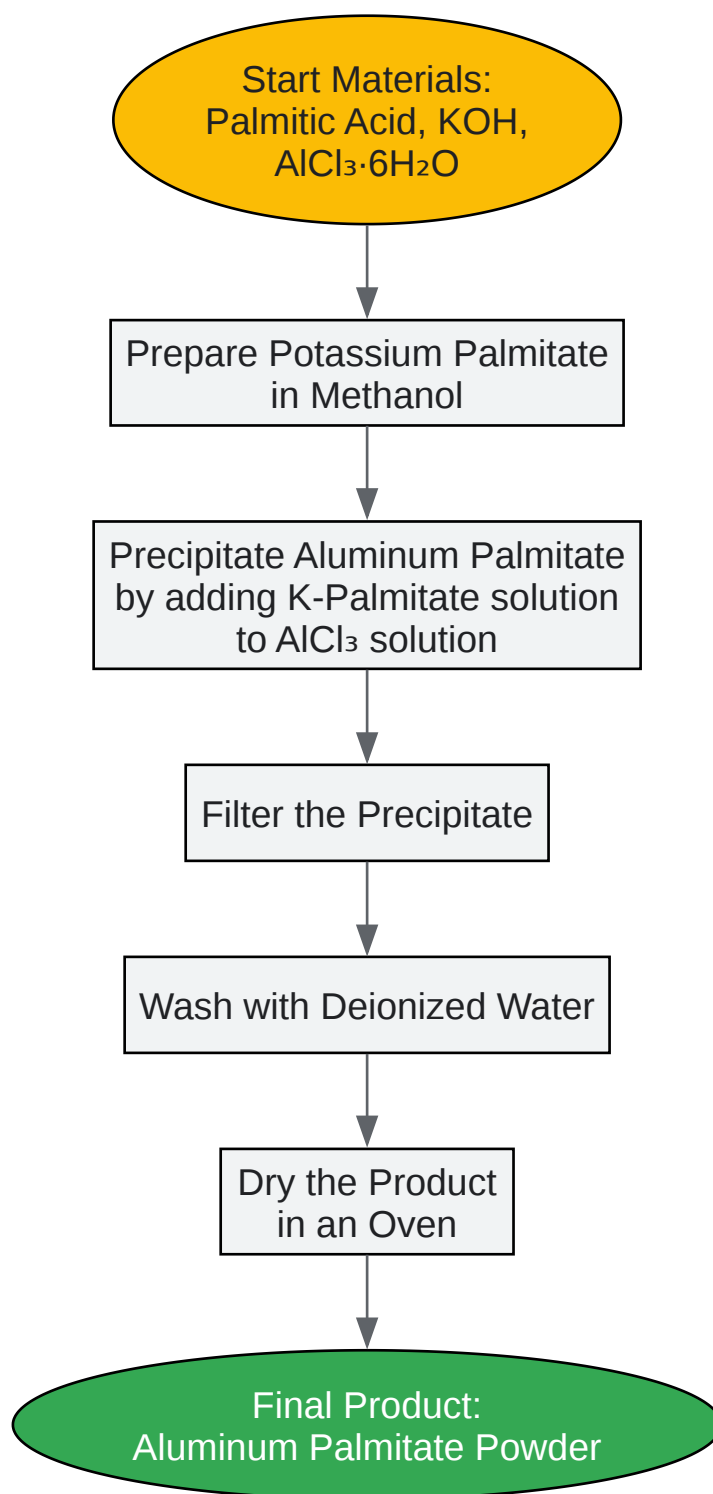 Start Materials:
Palmitic Acid, KOH,
AlCl₃·6H₂O
Prepare Potassium Palmitate
in Methanol
Precipitate Aluminum Palmitate
by adding K-Palmitate solution
to AlCl₃ solution
Filter the Precipitate
Wash with Deionized Water
Dry the Product
in an Oven
Final Product:
Aluminum Palmitate Powder